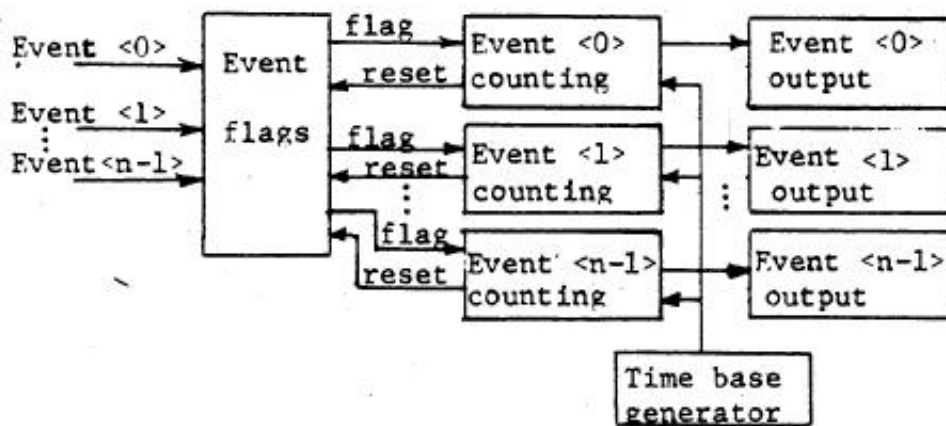 Event <0>
Event <1>
Event<n-1>
Event
flags
flag
reset
flag
reset
flag
reset
Event <0>
counting
Event <1>
counting
Event <n-1>
counting
Event <0>
output
Event <1>
output
Event <n-1>
output
Time base
generator